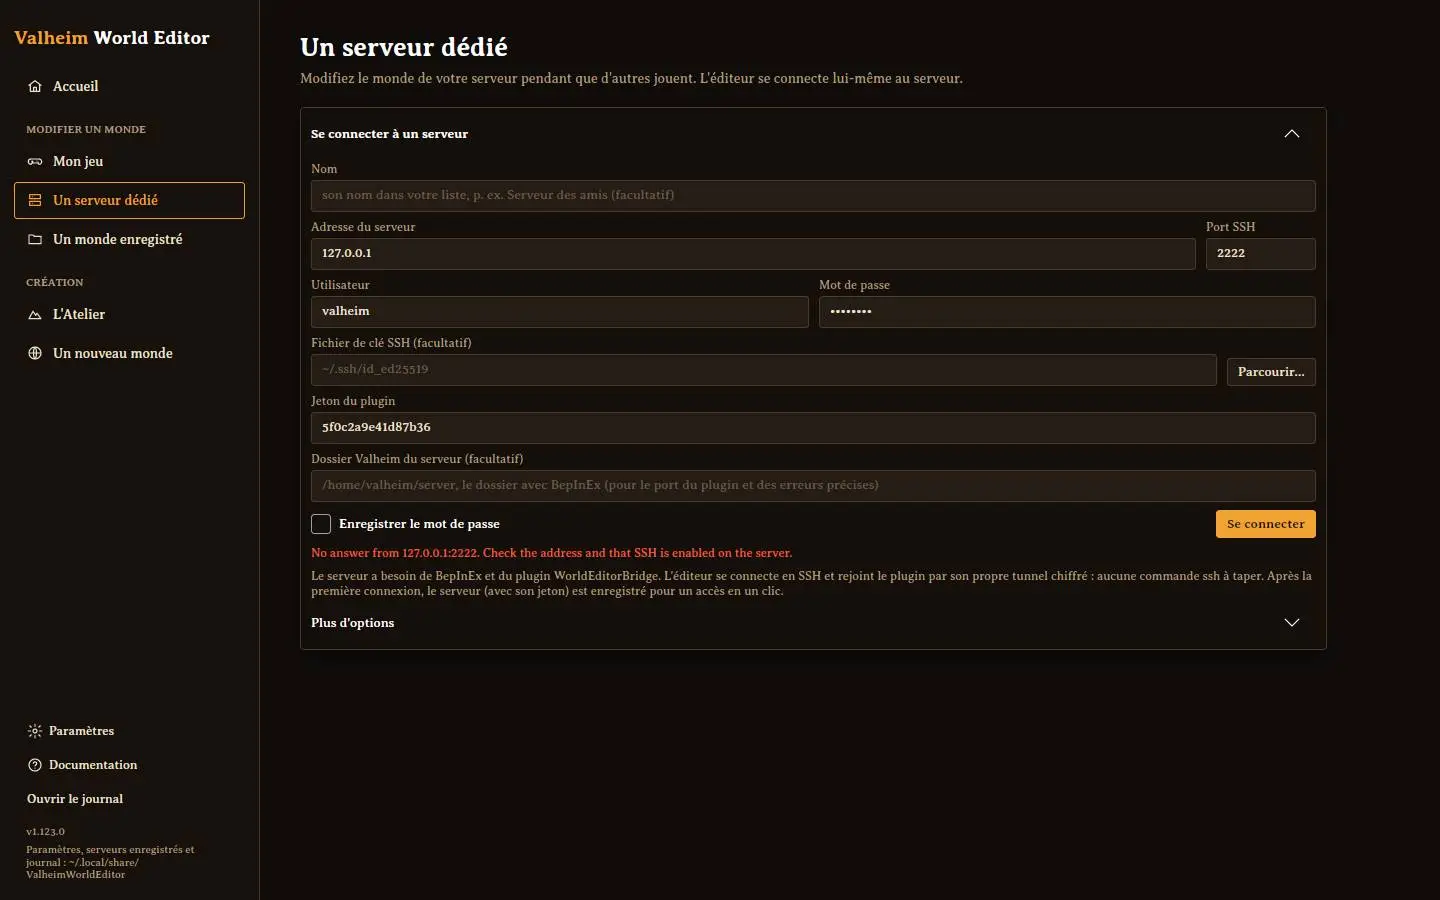 Valheim World Editor
Accueil
MODIFIER UN MONDE
Mon jeu
Un serveur dédié
Un monde enregistré
CRÉATION
L'Atelier
Un nouveau monde
Paramètres
Documentation
Ouvrir le journal
v1.123.0
Paramètres, serveurs enregistrés et
journal : ~/.local/share/
ValheimWorldEditor
Un serveur dédié
Modifiez le monde de votre serveur pendant que d'autres jouent. L'éditeur se connecte lui-même au serveur.
Se connecter à un serveur
Nom
son nom dans votre liste, p. ex. Serveur des amis (facultatif)
Adresse du serveur
Port SSH
127.0.0.1
2222
Utilisateur
Mot de passe
valheim
••••••••
Fichier de clé SSH (facultatif)
~/.ssh/id_ed25519
Parcourir...
Jeton du plugin
5f0c2a9e41d87b36
Dossier Valheim du serveur (facultatif)
/home/valheim/server, le dossier avec BepInEx (pour le port du plugin et des erreurs précises)
Enregistrer le mot de passe
Se connecter
No answer from 127.0.0.1:2222. Check the address and that SSH is enabled on the server.
Le serveur a besoin de BepInEx et du plugin WorldEditorBridge. L'éditeur se connecte en SSH et rejoint le plugin par son propre tunnel chiffré : aucune commande ssh à taper. Après la
première connexion, le serveur (avec son jeton) est enregistré pour un accès en un clic.
Plus d'options